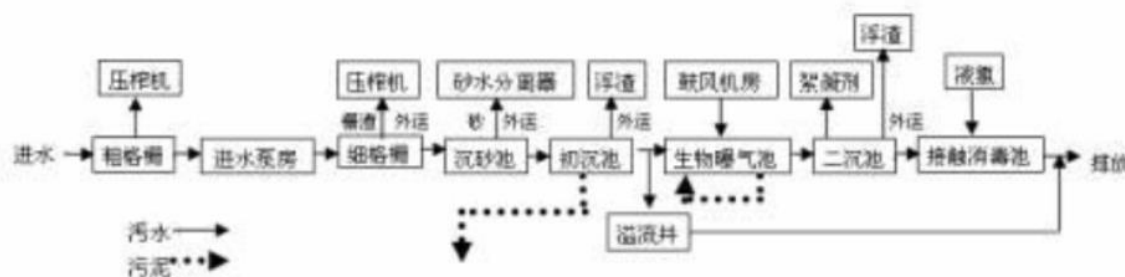 浮渣
压榨机
压榨机
砂水分离器
浮渣
鼓风机房
絮凝剂
液氯
栅渣
外运
砂
外运
外运
外运
进水
粗格栅
进水泵房
细格栅
沉砂池
初沉池
生物曝气池
二沉池
接触消毒池
排放
溢流井
污水
污泥